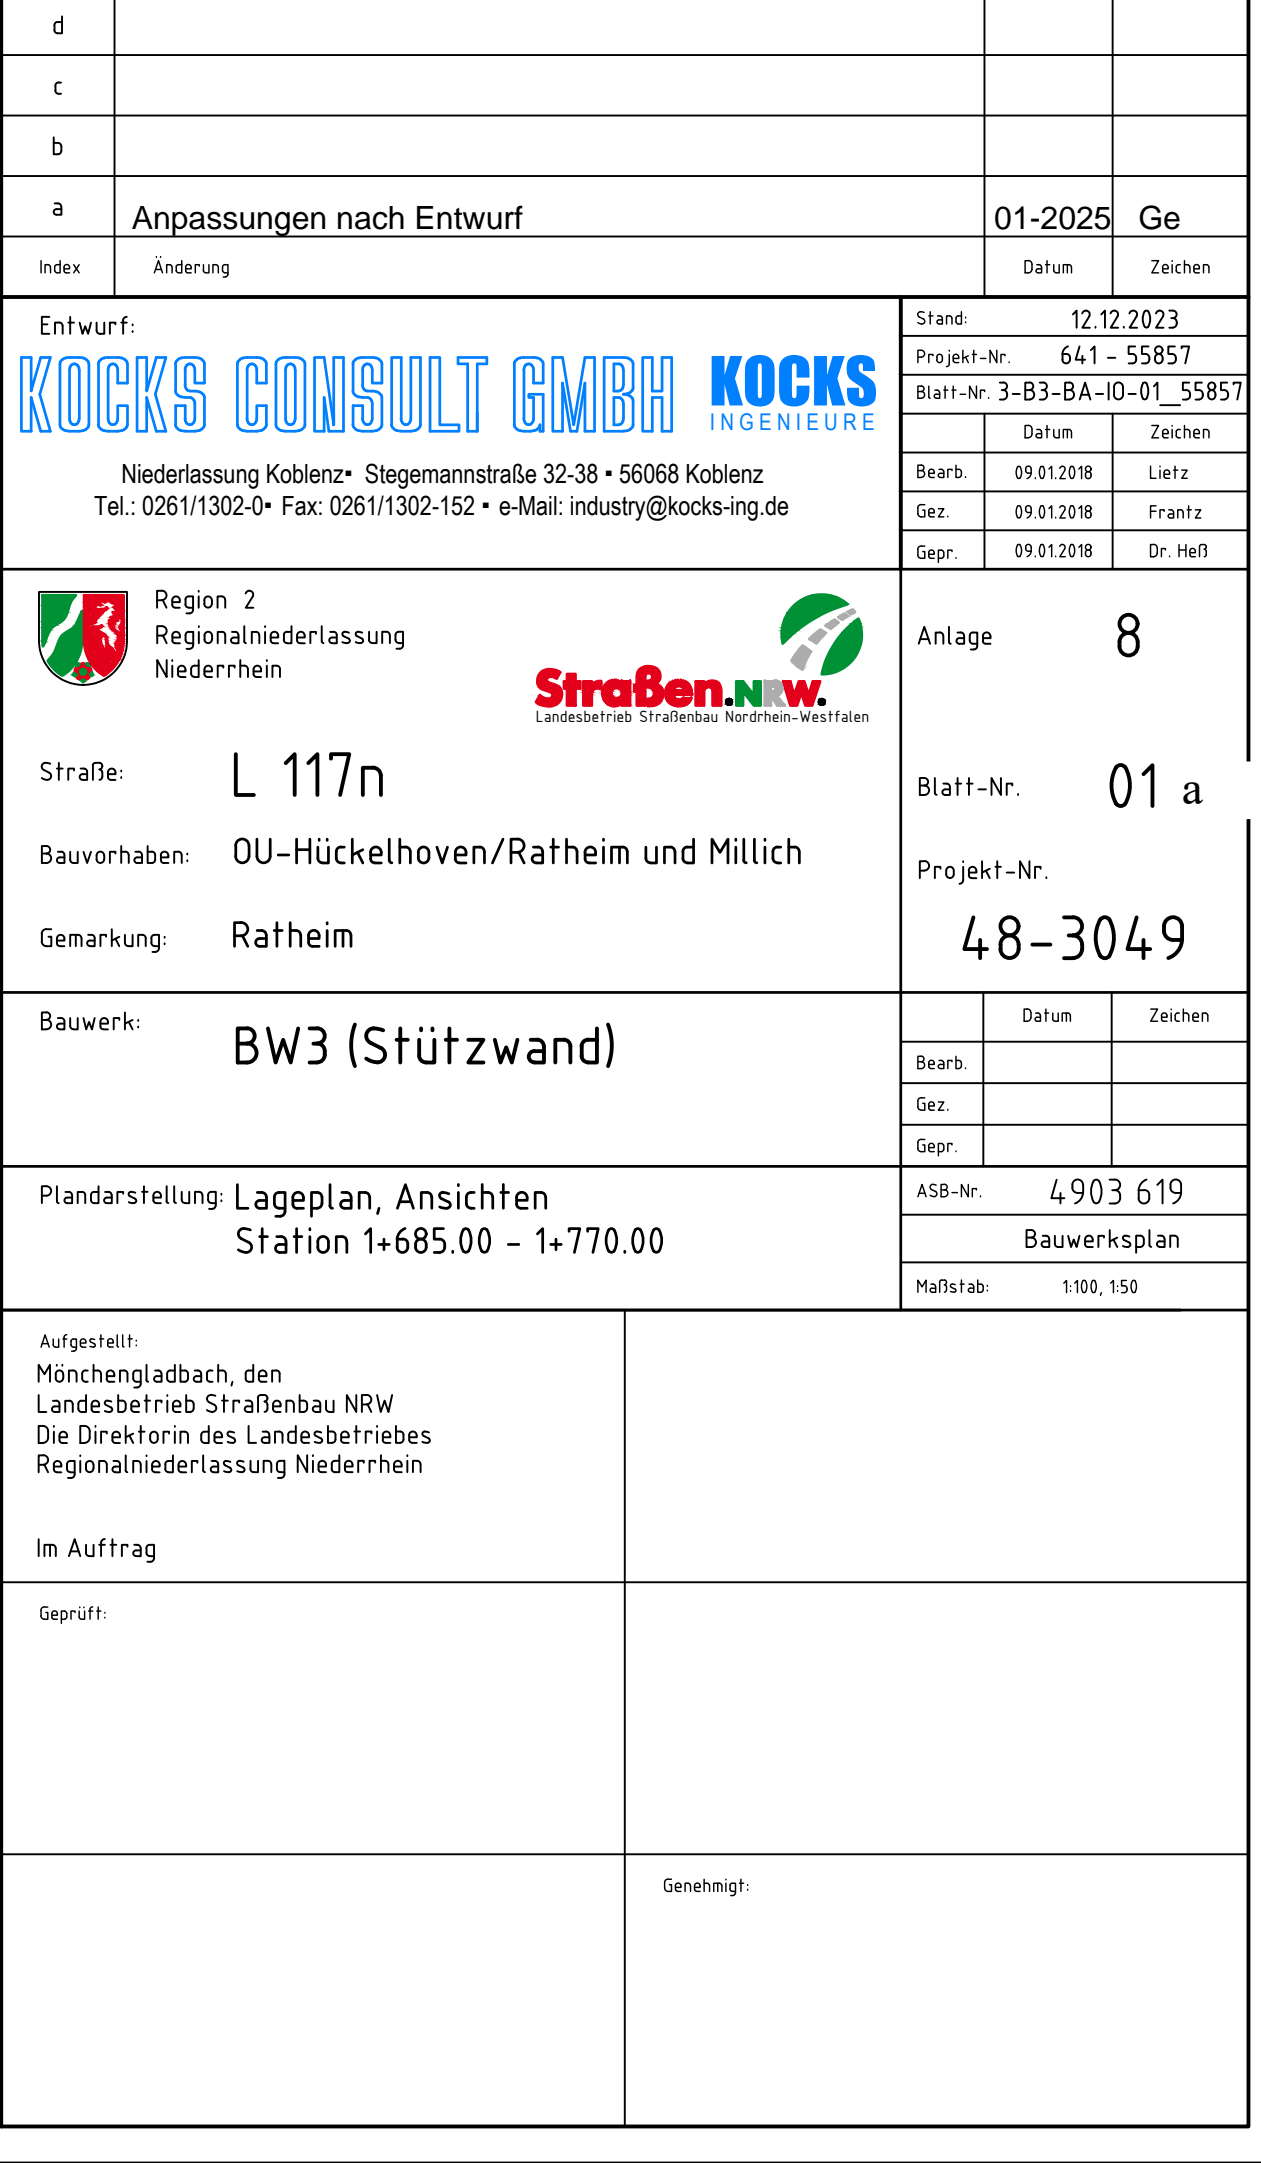 d
c
b
a Anpassungen nach Entwurf 01-2025 Ge
Index Änderung Datum Zeichen
Entwurf:
KOCKS CONSULT GMBH KOCKS
INGENIEURE
Niederlassung Koblenz▪ Stegemannstraße 32-38 ▪ 56068 Koblenz
Tel.: 0261/1302-0▪ Fax: 0261/1302-152 ▪ e-Mail: industry@kocks-ing.de
Stand: 12.12.2023
Projekt-Nr. 641 - 55857
Blatt-Nr. 3-B3-BA-IO-01__55857
Datum Zeichen
Bearb. 09.01.2018 Lietz
Gez. 09.01.2018 Frantz
Gepr. 09.01.2018 Dr. Heß
Region 2
Regionalniederlassung
Niederrhein
Straßen.NRW.
Landesbetrieb Straßenbau Nordrhein-Westfalen
Anlage 8
Straße: L 117n
Blatt-Nr. 01 a
Bauvorhaben: OU-Hückelhoven/Ratheim und Millich
Projekt-Nr.
48-3049
Gemarkung: Ratheim
Bauwerk: BW3 (Stützwand)
Datum Zeichen
Bearb.
Gez.
Gepr.
Plandarstellung: Lageplan, Ansichten
Station 1+685.00 - 1+770.00
ASB-Nr. 4903 619
Bauwerksplan
Maßstab: 1:100, 1:50
Aufgestellt:
Mönchengladbach, den
Landesbetrieb Straßenbau NRW
Die Direktorin des Landesbetriebes
Regionalniederlassung Niederrhein
Im Auftrag
Geprüft:
Genehmigt: